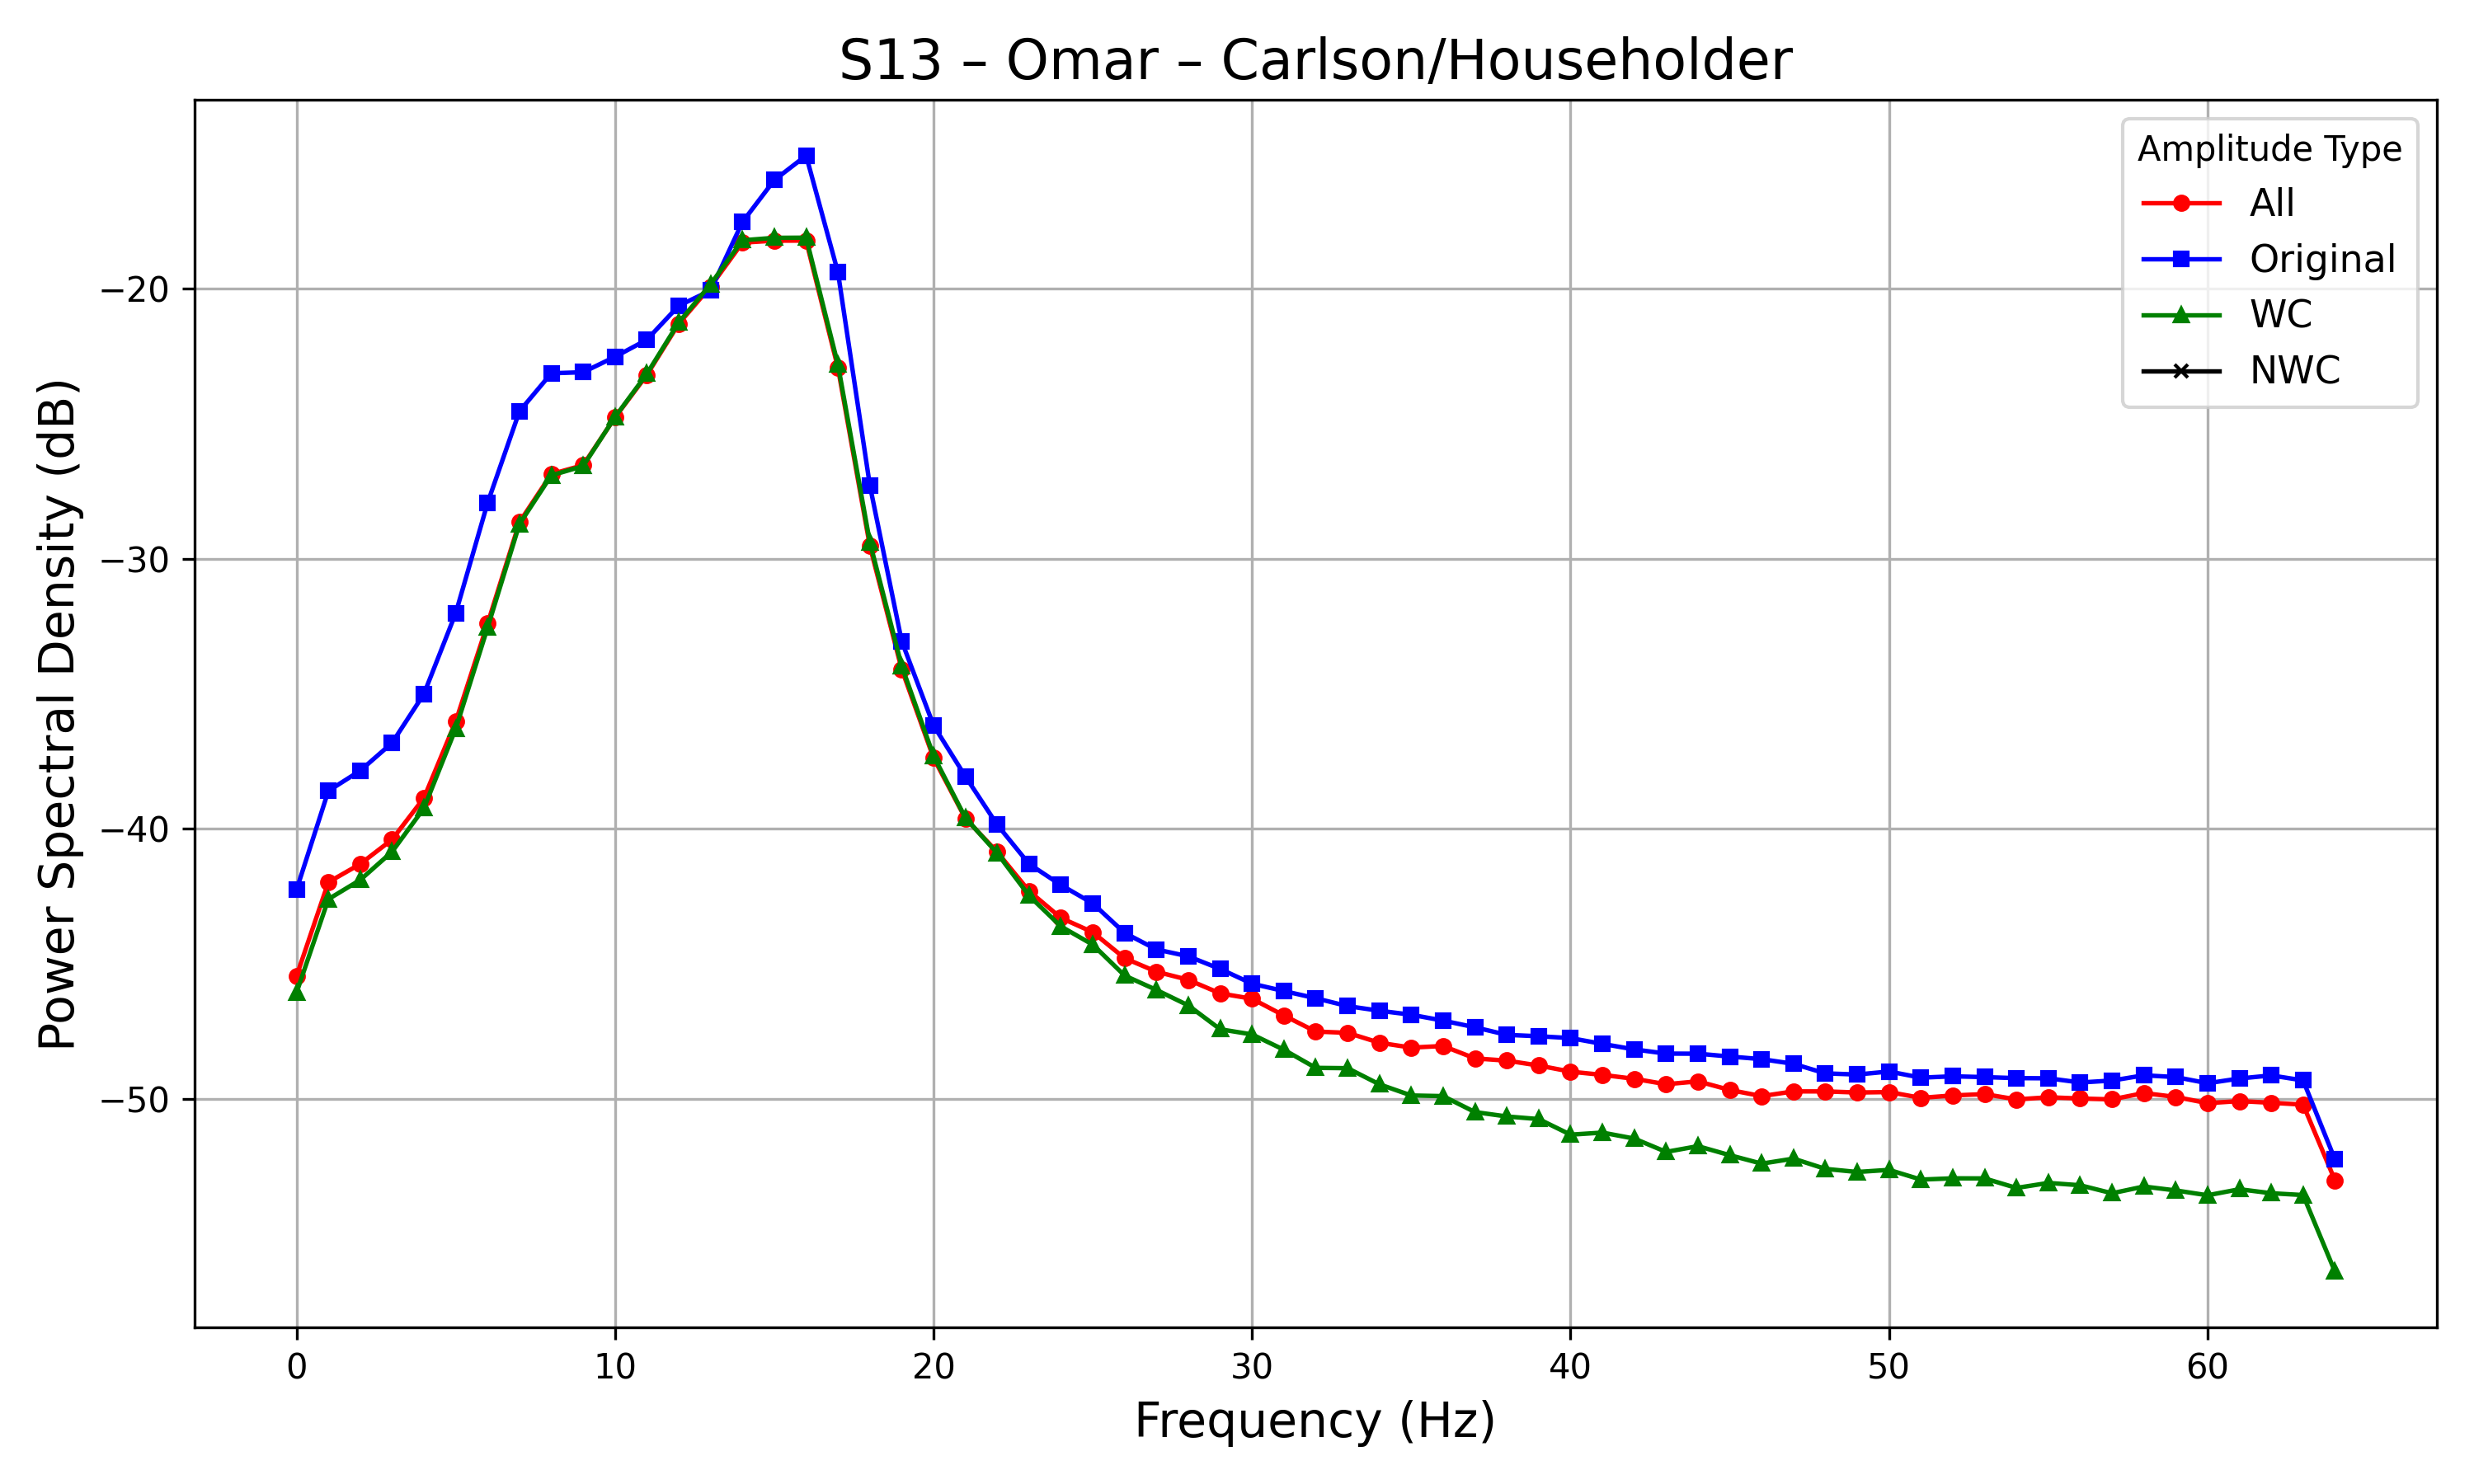 S13 – Omar – Carlson/Householder
Amplitude Type
All
Original
WC
NWC
Power Spectral Density (dB)
−20
−30
−40
−50
0 10 20 30 40 50 60
Frequency (Hz)